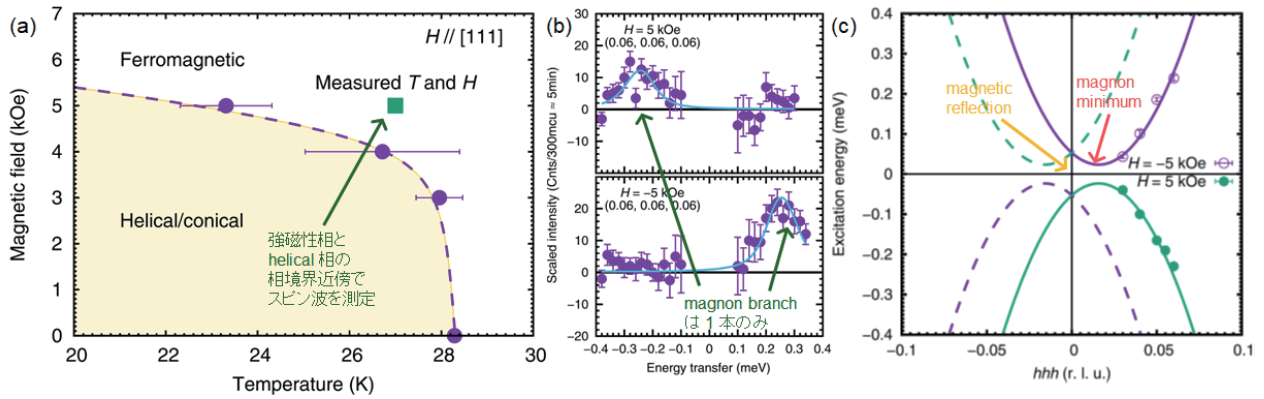 (a)
H // [111]
Ferromagnetic
Measured T and H
Helical/conical
強磁性相と
helical 相の
相境界近傍で
スピン波を測定
Magnetic field (kOe)
7
6
5
4
3
2
1
0
20
22
24
26
28
30
Temperature (K)
(b)
H = 5 kOe
(0.06, 0.06, 0.06)
20
10
0
−10
H = −5 kOe
(0.06, 0.06, 0.06)
20
10
0
−10
−20
magnon branch
は 1 本のみ
Scaled intensity (Cnts/300mcu ≈ 5min)
−0.4 −0.3 −0.2 −0.1 0 0.1 0.2 0.3 0.4
Energy transfer (meV)
(c)
magnetic
reflection
magnon
minimum
H = −5 kOe
H = 5 kOe
Excitation energy (meV)
0.4
0.3
0.2
0.1
0
−0.1
−0.2
−0.3
−0.4
−0.1
−0.05
0
0.05
0.1
hhh (r. l. u.)